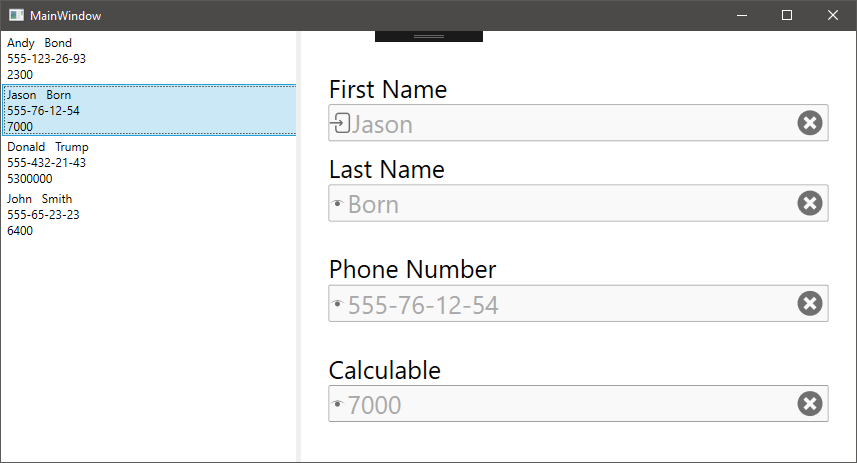 MainWindow
Andy Bond
555-123-26-93
2300
Jason Born
555-76-12-54
7000
Donald Trump
555-432-21-43
5300000
John Smith
555-65-23-23
6400
First Name
Jason
Last Name
Born
Phone Number
555-76-12-54
Calculable
7000